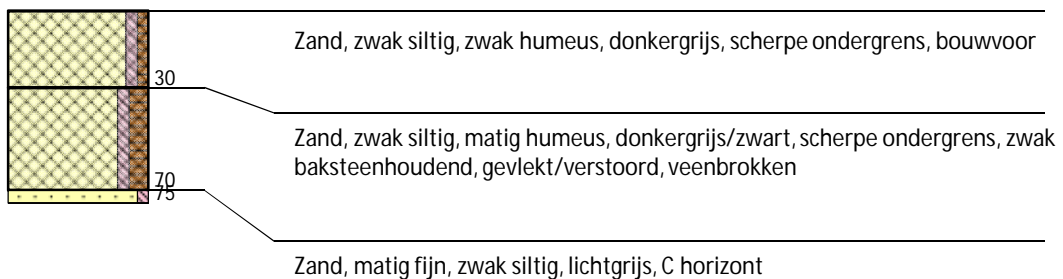 Zand, zwak siltig, zwak humeus, donkergrijs, scherpe ondergrens, bouwvoor
30
Zand, zwak siltig, matig humeus, donkergrijs/zwart, scherpe ondergrens, zwak
baksteenhoudend, gevlekt/verstoord, veenbrokken
70
75
Zand, matig fijn, zwak siltig, lichtgrijs, C horizont